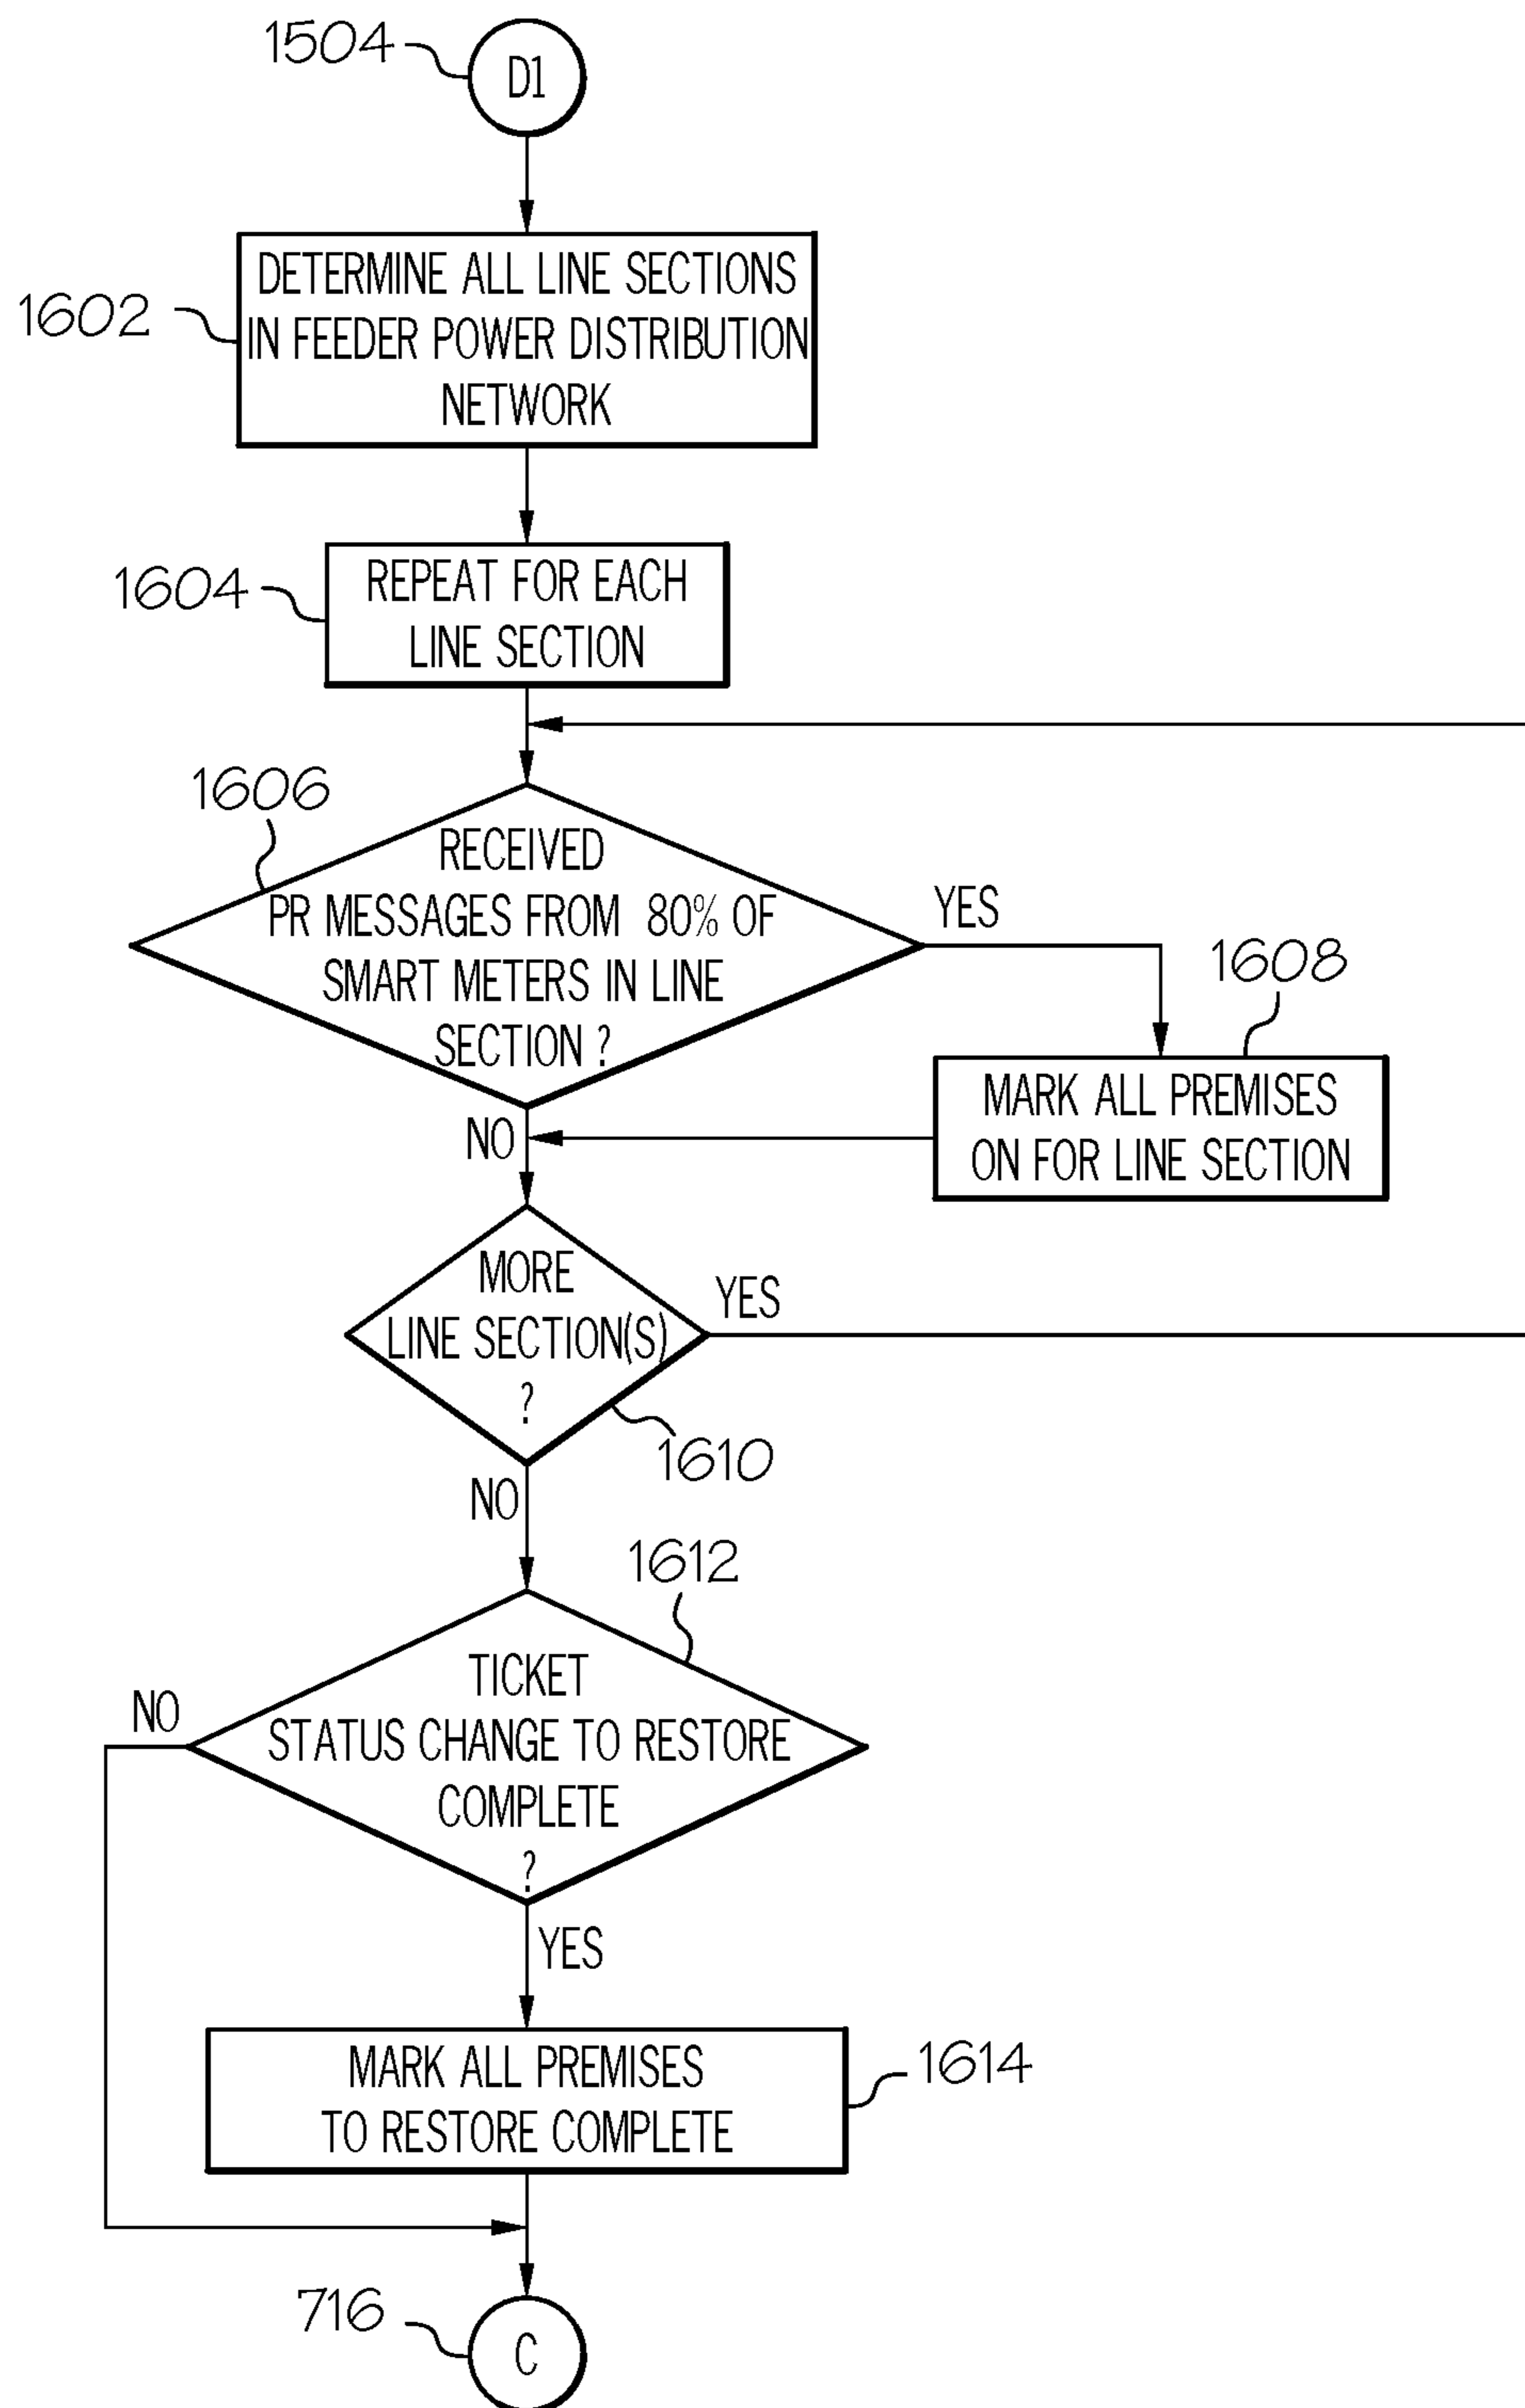 1504
D1
1602
DETERMINE ALL LINE SECTIONS
IN FEEDER POWER DISTRIBUTION
NETWORK
1604
REPEAT FOR EACH
LINE SECTION
1606
RECEIVED
PR MESSAGES FROM 80% OF
SMART METERS IN LINE
SECTION ?
YES
1608
MARK ALL PREMISES
ON FOR LINE SECTION
NO
MORE
LINE SECTION(S)
?
YES
1610
NO
1612
TICKET
STATUS CHANGE TO RESTORE
COMPLETE
?
NO
YES
MARK ALL PREMISES
TO RESTORE COMPLETE
1614
716
C